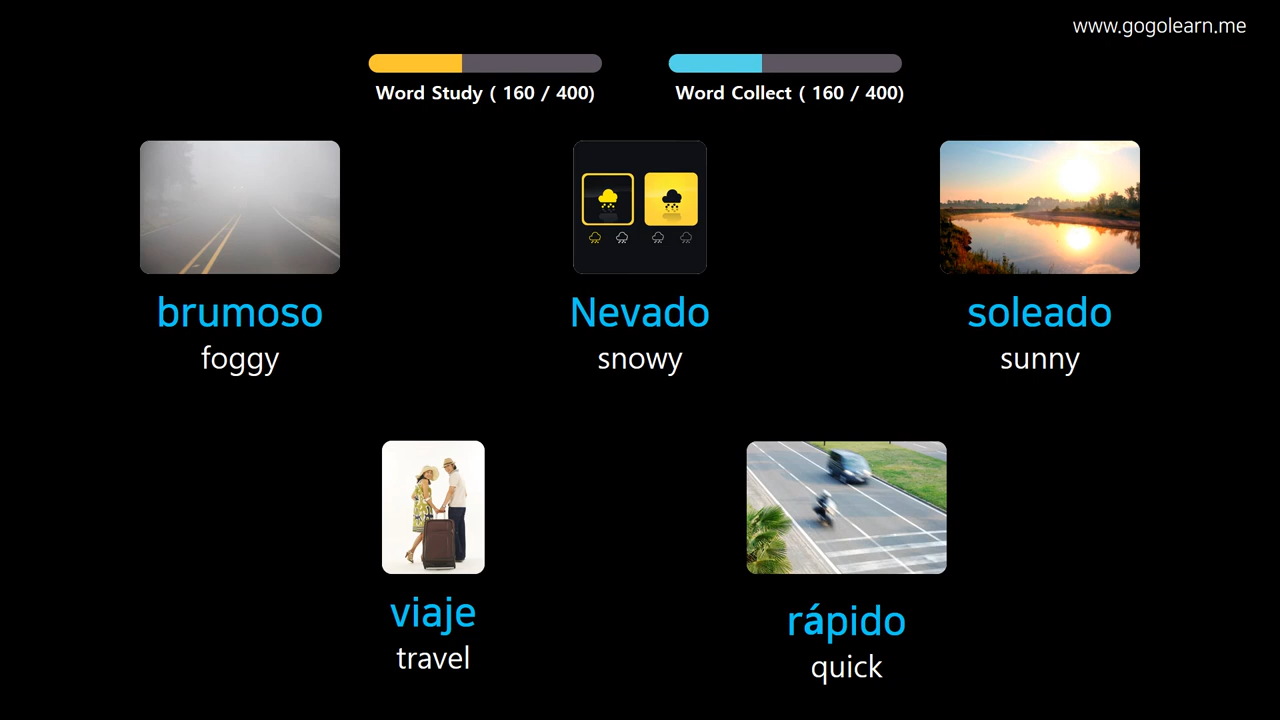 www.gogolearn.me
Word Study ( 160 / 400)
Word Collect ( 160 / 400)
brumoso
foggy
Nevado
snowy
soleado
sunny
viaje
travel
rápido
quick